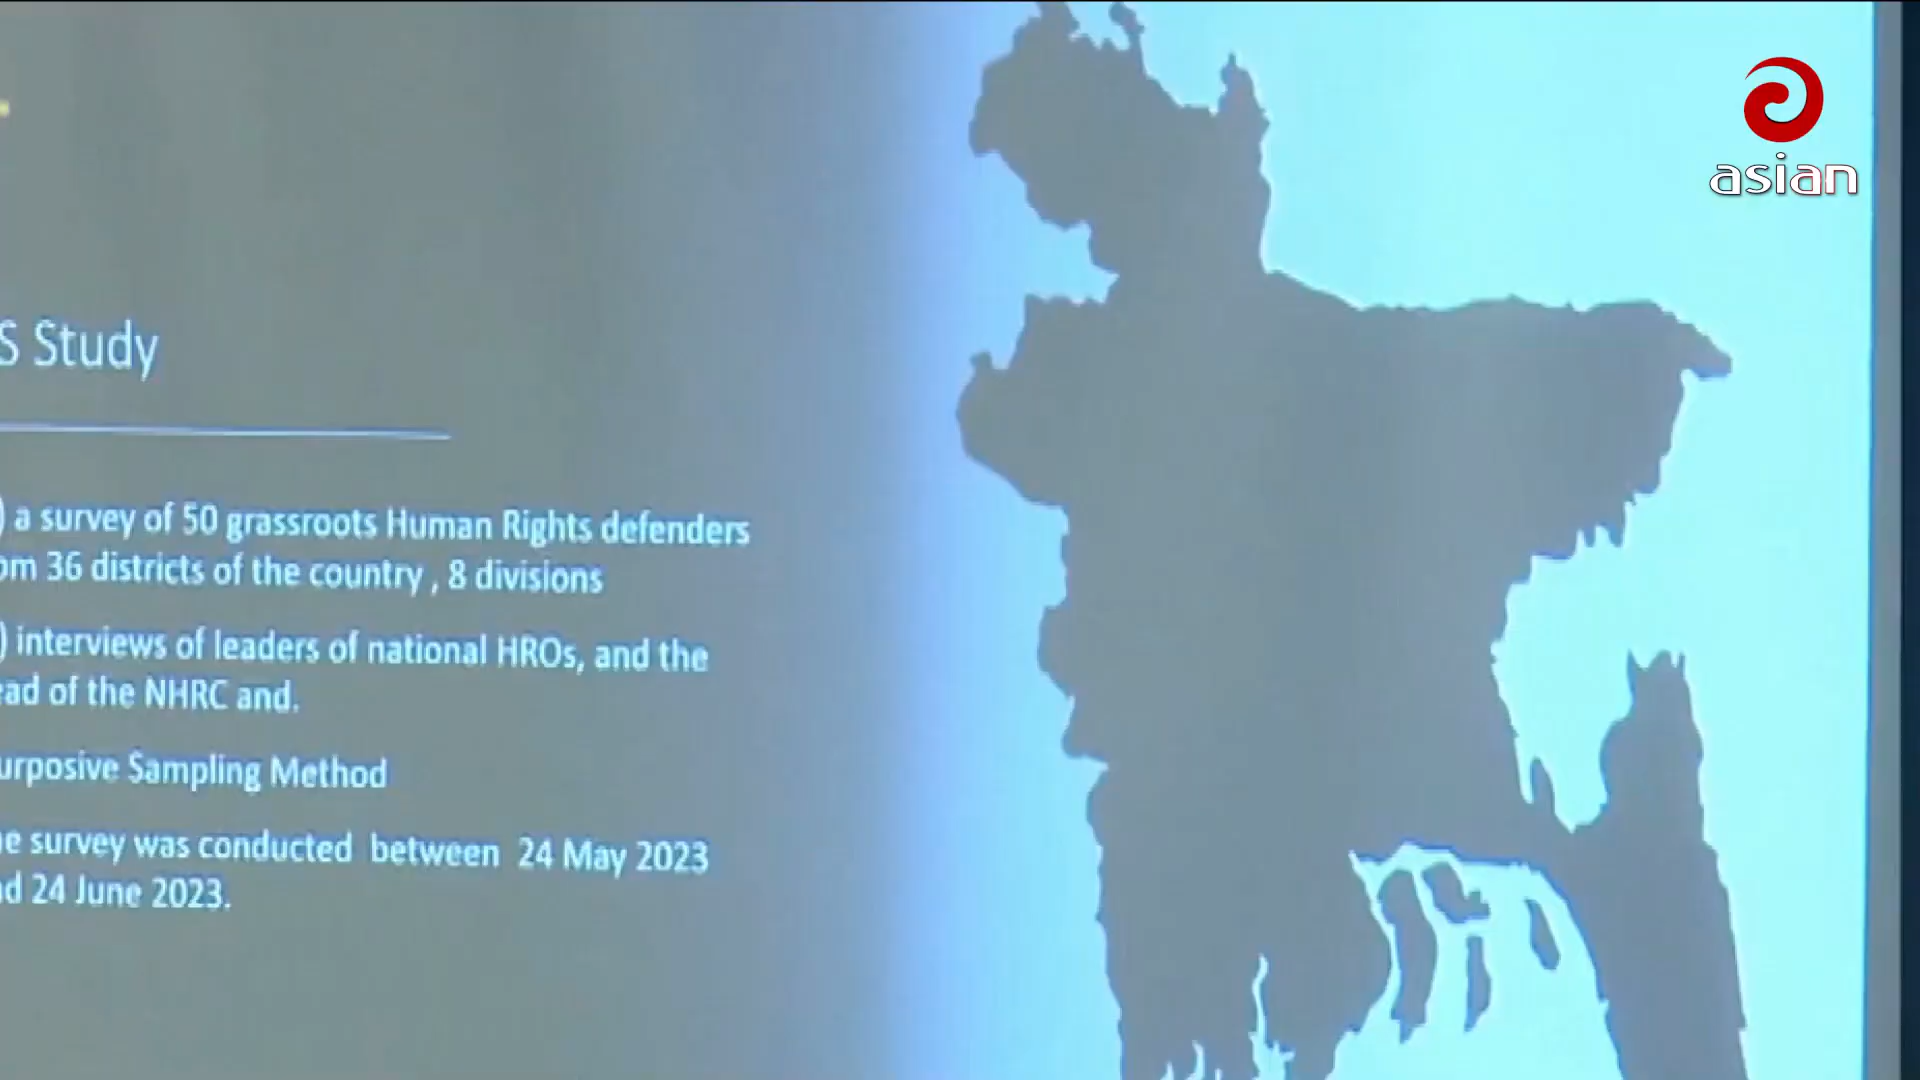 asian
S Study
) a survey of 50 grassroots Human Rights defenders
om 36 districts of the country , 8 divisions
) interviews of leaders of national HROs, and the
ead of the NHRC and.
urposive Sampling Method
e survey was conducted between 24 May 2023
d 24 June 2023.